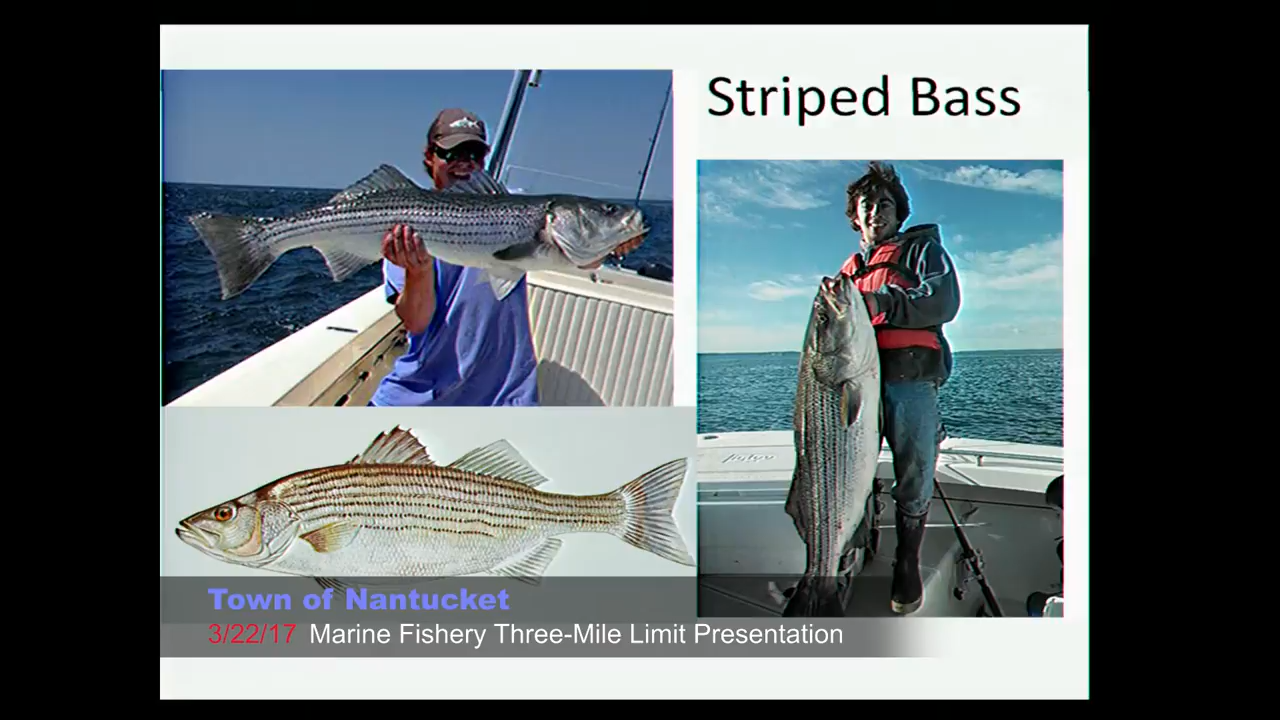 Striped Bass
Town of Nantucket
3/22/17 Marine Fishery Three-Mile Limit Presentation